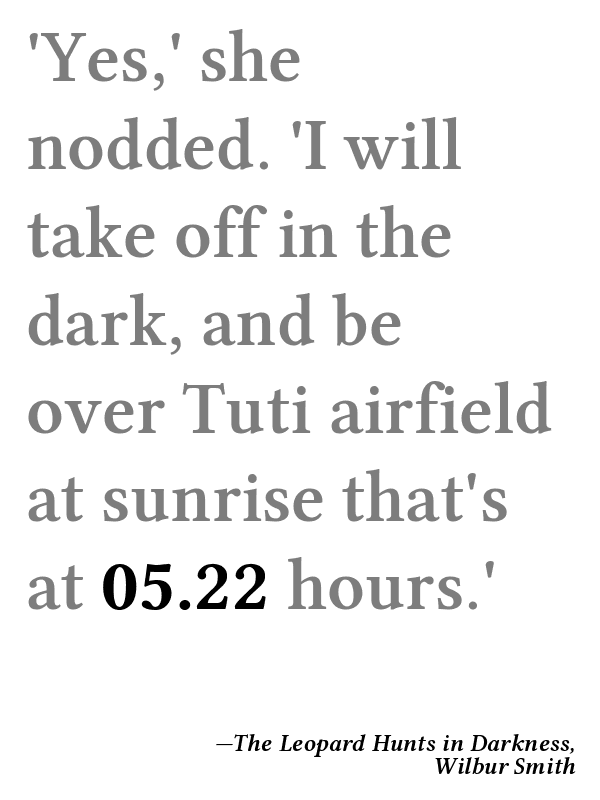 'Yes,' she
nodded. 'I will
take off in the
dark, and be
over Tuti airfield
at sunrise that's
at 05.22 hours.'
—The Leopard Hunts in Darkness,
Wilbur Smith